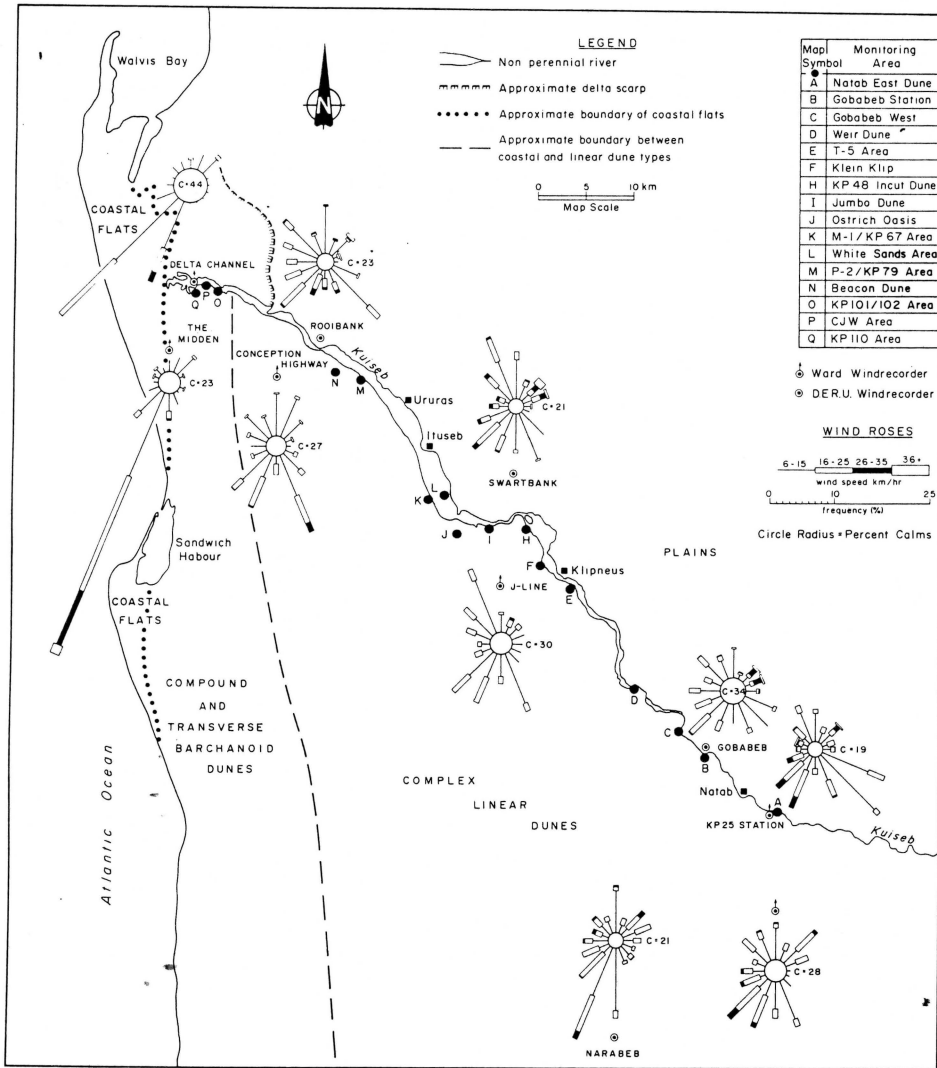 LEGEND
Non perennial river
Approximate delta scarp
Approximate boundary of coastal flats
Approximate boundary between
coastal and linear dune types
0 5 10 km
Map Scale
N
Map Symbol Monitoring Area
A Natab East Dune
B Gobabeb Station
C Gobabeb West
D Weir Dune
E T-5 Area
F Klein Klip
H KP 48 Incut Dune
I Jumbo Dune
J Ostrich Oasis
K M-1/KP 67 Area
L White Sands Area
M P-2/KP 79 Area
N Beacon Dune
O KP101/102 Area
P CJW Area
Q KP 110 Area
Ward Windrecorder
D.E.R.U. Windrecorder
WIND ROSES
6-15 16-25 26-35 36+
wind speed km/hr
0 10 25
frequency (%)
Circle Radius = Percent Calms
Walvis Bay
C=44
COASTAL
FLATS
DELTA CHANNEL
C=23
Q P O
THE
MIDDEN
ROOIBANK
CONCEPTION
HIGHWAY
Kuiseb
N M
C=23
Ururas
C=21
C=27
Ituseb
SWARTBANK
K L
J I H
Sandwich
Habour
PLAINS
F Klipneus
J-LINE
E
COASTAL
FLATS
C=30
COMPOUND
AND
TRANSVERSE
BARCHANOID
DUNES
D
C=34
C
GOBABEB
B
C=19
COMPLEX
LINEAR
DUNES
Natab
A
KP25 STATION
Kuiseb
Atlantic Ocean
C=21
C=28
NARABEB